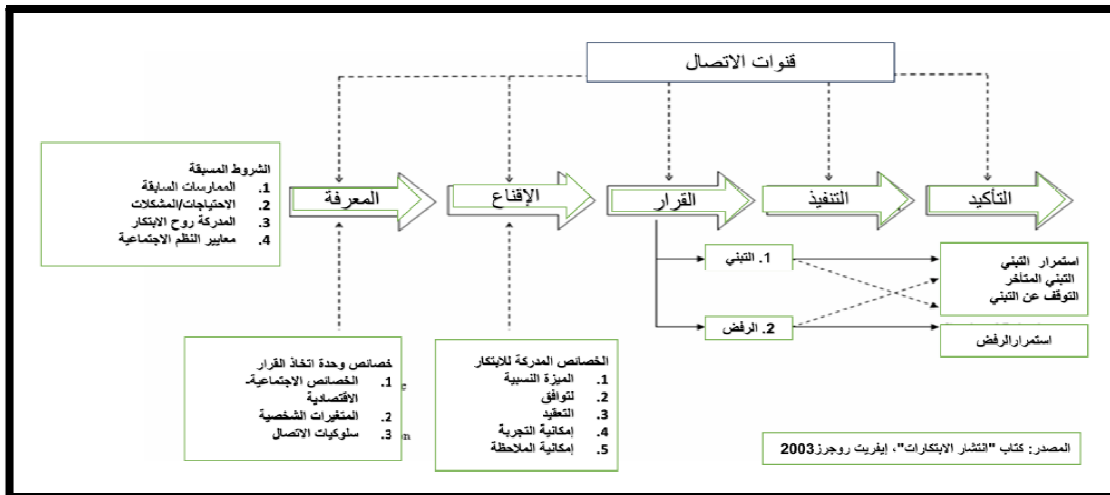 قنوات الاتصال
الشروط المسبقة
1. الممارسات السابقة
2. الاحتياجات/المشكلات
3. المدركة روح الابتكار
4. معايير النظم الاجتماعية
المعرفة
الإقناع
القرار
التنفيذ
التأكيد
1. التبني
2. الرفض
استمرار التبني
التبني المتأخر
التوقف عن التبني
استمرارالرفض
خصائص وحدة اتخاذ القرار
1. الخصائص الاجتماعية-
الاقتصادية
2. المتغيرات الشخصية
3. سلوكيات الاتصال
e
on
الخصائص المدركة للابتكار
1. الميزة النسبية
2. لتوافق
3. التعقيد
4. إمكانية التجربة
5. إمكانية الملاحظة
المصدر: كتاب "انتشار الابتكارات"، إيفريت روجرز2003